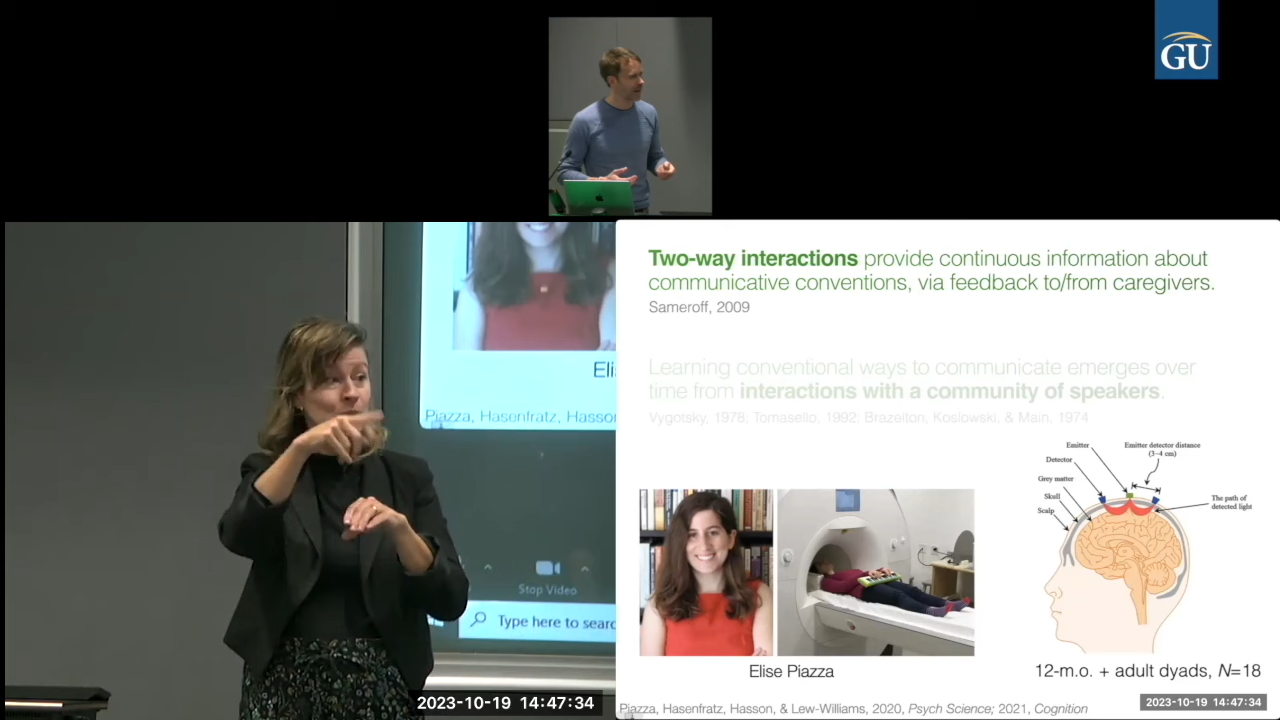 GU
Eli
Piazza, Hasenfratz, Hasson
Stop Video
Type here to searc
2023-10-19 14:47:34
Two-way interactions provide continuous information about
communicative conventions, via feedback to/from caregivers.
Sameroff, 2009
Learning conventional ways to communicate emerges over
time from interactions with a community of speakers.
Vygotsky, 1978; Tomasello, 1992; Brazelton, Koslowski, & Main, 1974
Emitter
Emitter detector distance
(3–4 cm)
Detector
Grey matter
Skull
Scalp
The path of
detected light
Elise Piazza
12-m.o. + adult dyads, N=18
2023-10-19 14:47:34
Piazza, Hasenfratz, Hasson, & Lew-Williams, 2020, Psych Science; 2021, Cognition